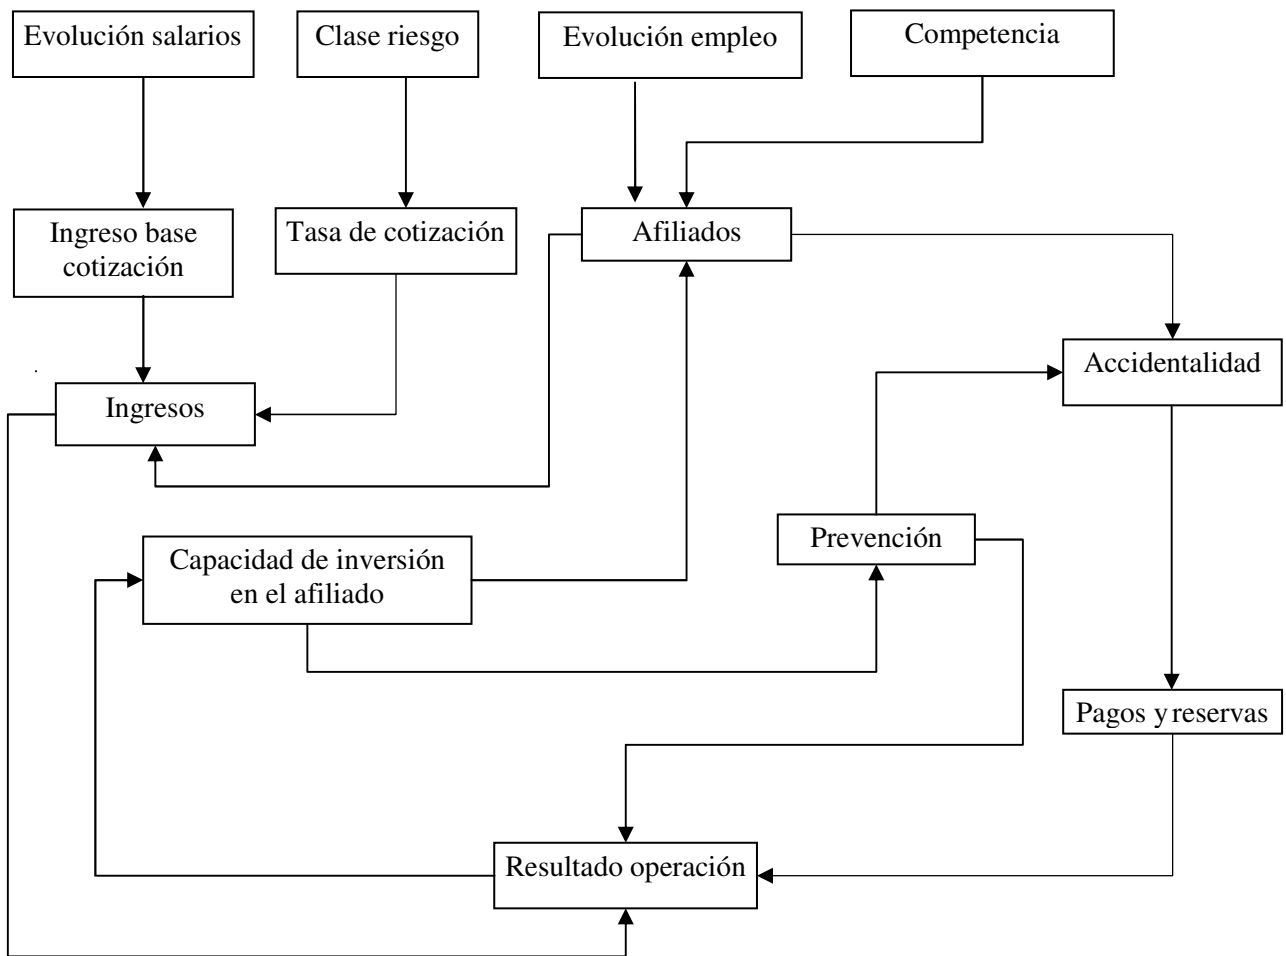 Evolución salarios
Clase riesgo
Evolución empleo
Competencia
Ingreso base
cotización
Tasa de cotización
Afiliados
Accidentalidad
Ingresos
Prevención
Capacidad de inversión
en el afiliado
Pagos y reservas
Resultado operación